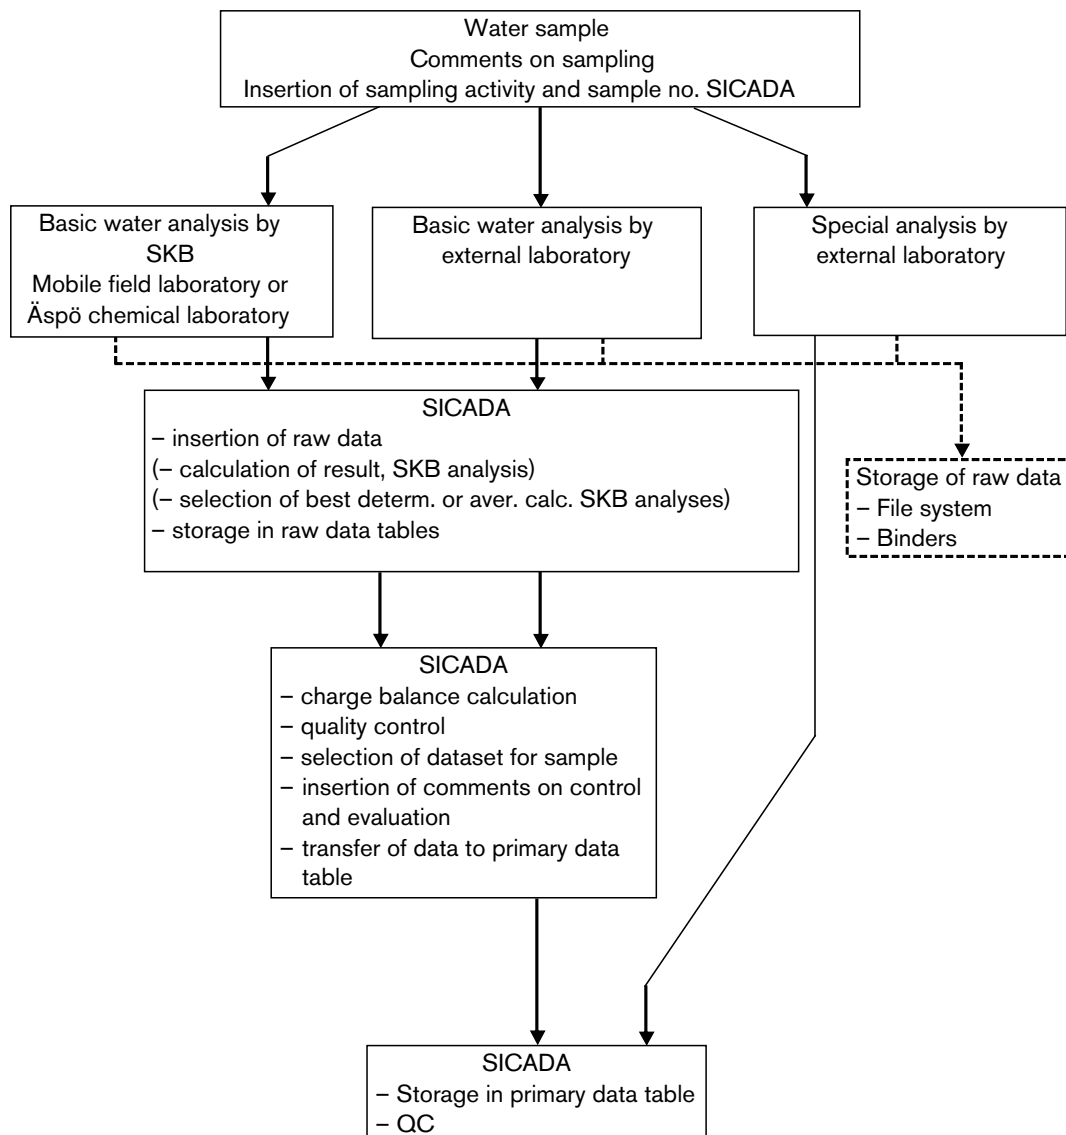 Water sample
Comments on sampling
Insertion of sampling activity and sample no. SICADA
Basic water analysis by
SKB
Mobile field laboratory or
Äspö chemical laboratory
Basic water analysis by
external laboratory
Special analysis by
external laboratory
SICADA
– insertion of raw data
(– calculation of result, SKB analysis)
(– selection of best determ. or aver. calc. SKB analyses)
– storage in raw data tables
Storage of raw data
– File system
– Binders
SICADA
– charge balance calculation
– quality control
– selection of dataset for sample
– insertion of comments on control
and evaluation
– transfer of data to primary data
table
SICADA
– Storage in primary data table
– QC